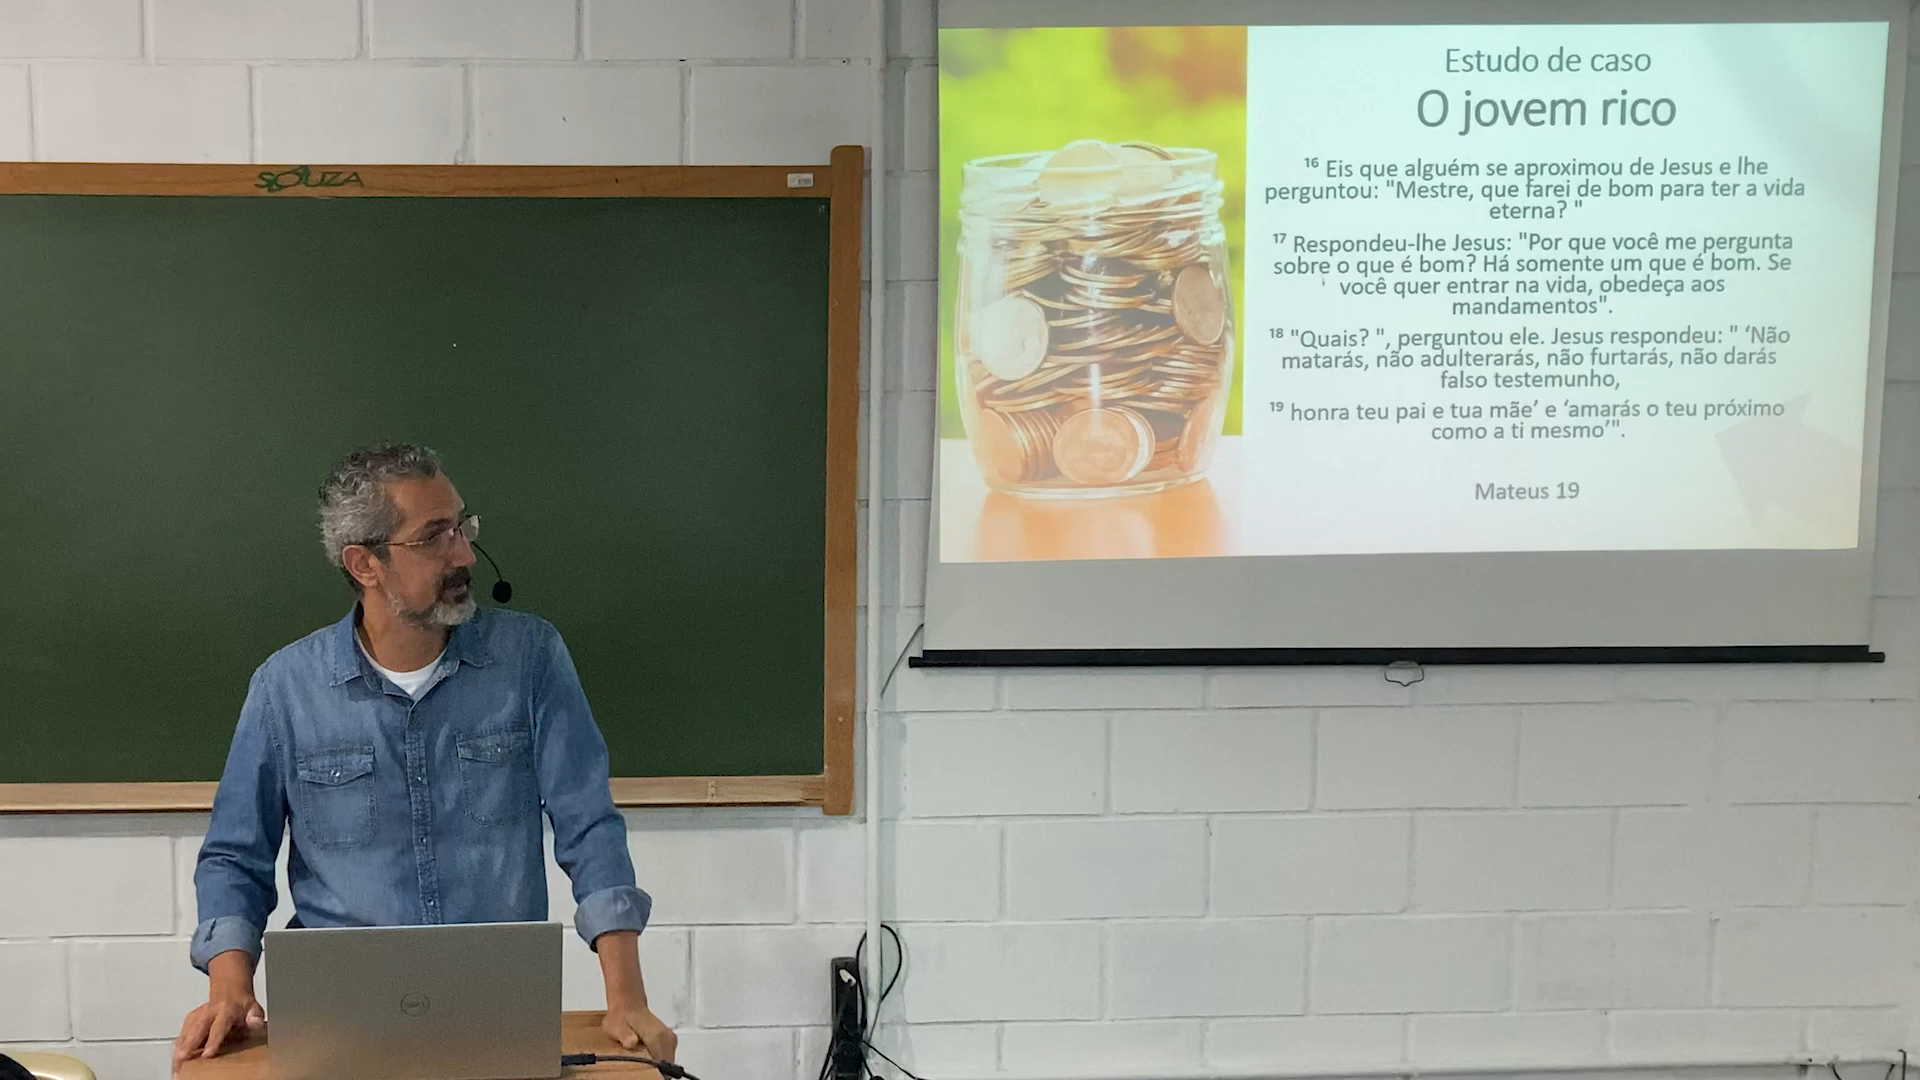 SOUZA
Estudo de caso
O jovem rico
16 Eis que alguém se aproximou de Jesus e lhe
perguntou: "Mestre, que farei de bom para ter a vida
eterna? "
17 Respondeu-lhe Jesus: "Por que você me pergunta
sobre o que é bom? Há somente um que é bom. Se
você quer entrar na vida, obedeça aos
mandamentos".
18 "Quais? ", perguntou ele. Jesus respondeu: " ‘Não
matarás, não adulterarás, não furtarás, não darás
falso testemunho,
19 honra teu pai e tua mãe’ e ‘amarás o teu próximo
como a ti mesmo’".
Mateus 19
DELL